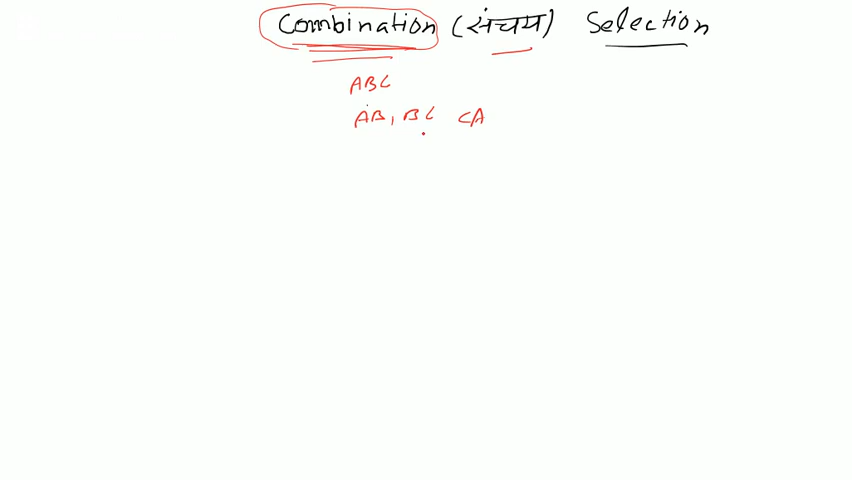 Combination (संचय) Selection
ABC
AB, BC CA